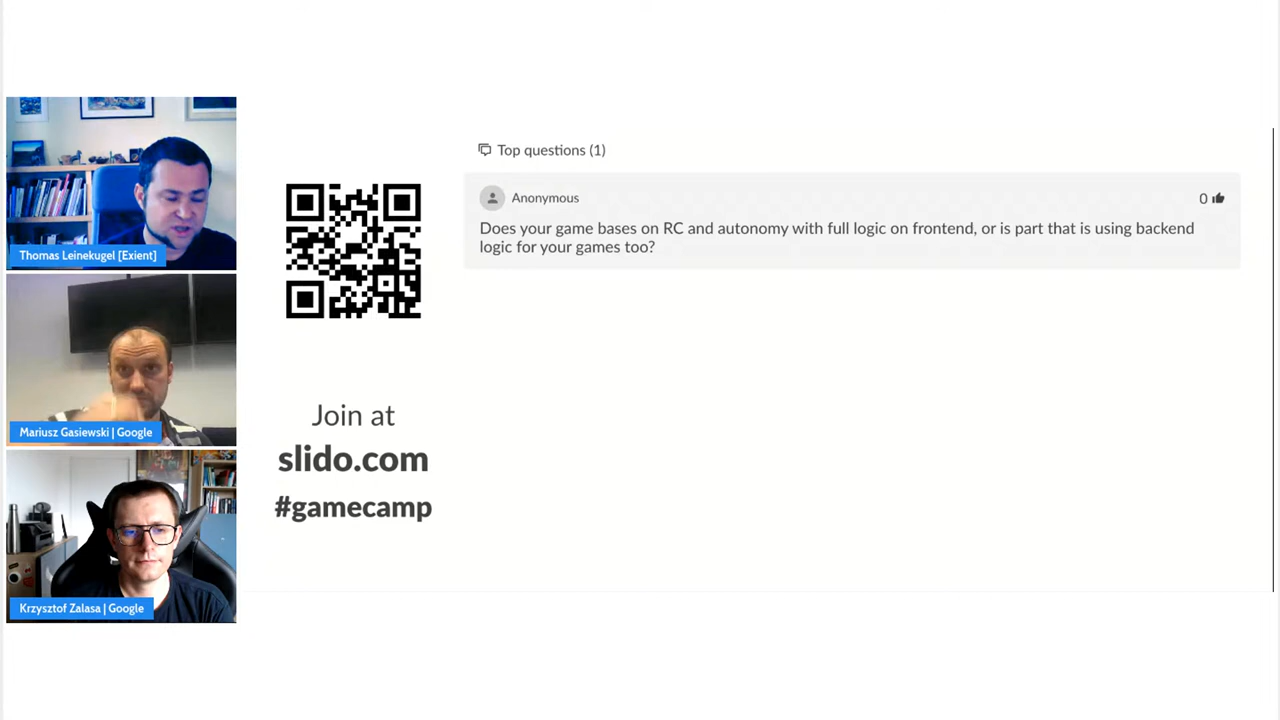 Thomas Leinekugel [Exient]
Mariusz Gasiewski | Google
Krzysztof Zalasa | Google
Join at
slido.com
#gamecamp
Top questions (1)
Anonymous
0
Does your game bases on RC and autonomy with full logic on frontend, or is part that is using backend
logic for your games too?